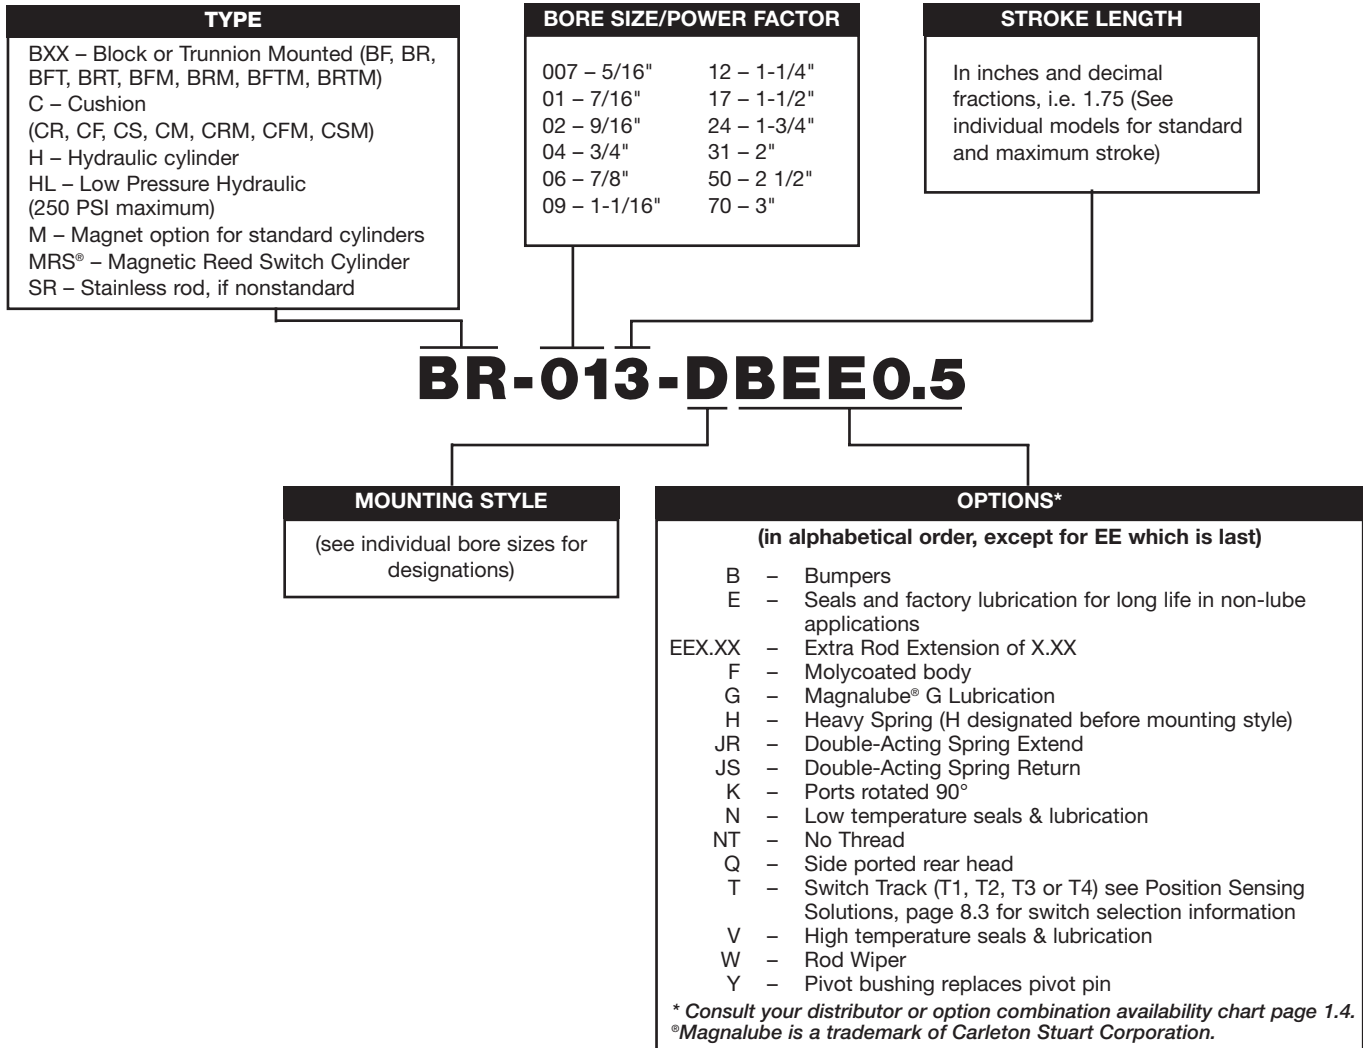 TYPE
BXX – Block or Trunnion Mounted (BF, BR,
BFT, BRT, BFM, BRM, BFTM, BRTM)
C – Cushion
(CR, CF, CS, CM, CRM, CFM, CSM)
H – Hydraulic cylinder
HL – Low Pressure Hydraulic
(250 PSI maximum)
M – Magnet option for standard cylinders
MRS® – Magnetic Reed Switch Cylinder
SR – Stainless rod, if nonstandard
BORE SIZE/POWER FACTOR
007 – 5/16" 12 – 1-1/4"
01 – 7/16" 17 – 1-1/2"
02 – 9/16" 24 – 1-3/4"
04 – 3/4" 31 – 2"
06 – 7/8" 50 – 2 1/2"
09 – 1-1/16" 70 – 3"
STROKE LENGTH
In inches and decimal
fractions, i.e. 1.75 (See
individual models for standard
and maximum stroke)
BR-013-DBEE0.5
MOUNTING STYLE
(see individual bore sizes for
designations)
OPTIONS*
(in alphabetical order, except for EE which is last)
B – Bumpers
E – Seals and factory lubrication for long life in non-lube
applications
EEX.XX – Extra Rod Extension of X.XX
F – Molycoated body
G – Magnalube® G Lubrication
H – Heavy Spring (H designated before mounting style)
JR – Double-Acting Spring Extend
JS – Double-Acting Spring Return
K – Ports rotated 90°
N – Low temperature seals & lubrication
NT – No Thread
Q – Side ported rear head
T – Switch Track (T1, T2, T3 or T4) see Position Sensing
Solutions, page 8.3 for switch selection information
V – High temperature seals & lubrication
W – Rod Wiper
Y – Pivot bushing replaces pivot pin
* Consult your distributor or option combination availability chart page 1.4.
®Magnalube is a trademark of Carleton Stuart Corporation.